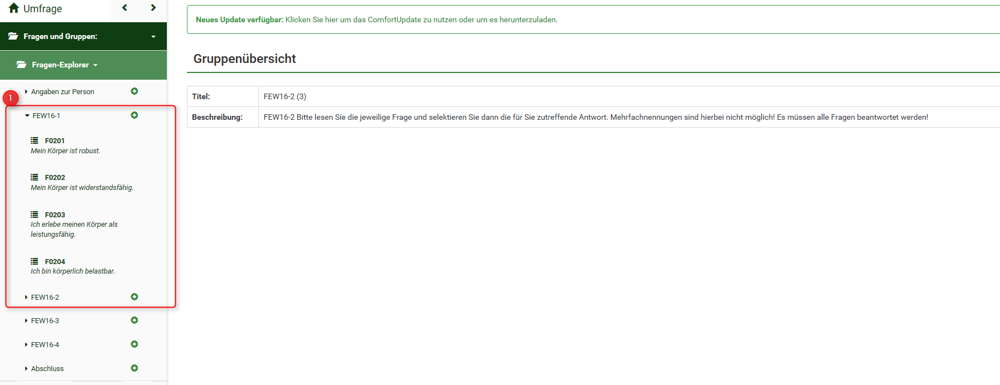 Umfrage
Neues Update verfügbar: Klicken Sie hier um das ComfortUpdate zu nutzen oder um es herunterzuladen.
Fragen und Gruppen:
Fragen-Explorer
Gruppenübersicht
Titel: FEW16-2 (3)
Beschreibung: FEW16-2 Bitte lesen Sie die jeweilige Frage und selektieren Sie dann die für Sie zutreffende Antwort. Mehrfachnennungen sind hierbei nicht möglich! Es müssen alle Fragen beantwortet werden!
Angaben zur Person
1
FEW16-1
F0201
Mein Körper ist robust.
F0202
Mein Körper ist widerstandsfähig.
F0203
Ich erlebe meinen Körper als
leistungsfähig.
F0204
Ich bin körperlich belastbar.
FEW16-2
FEW16-3
FEW16-4
Abschluss